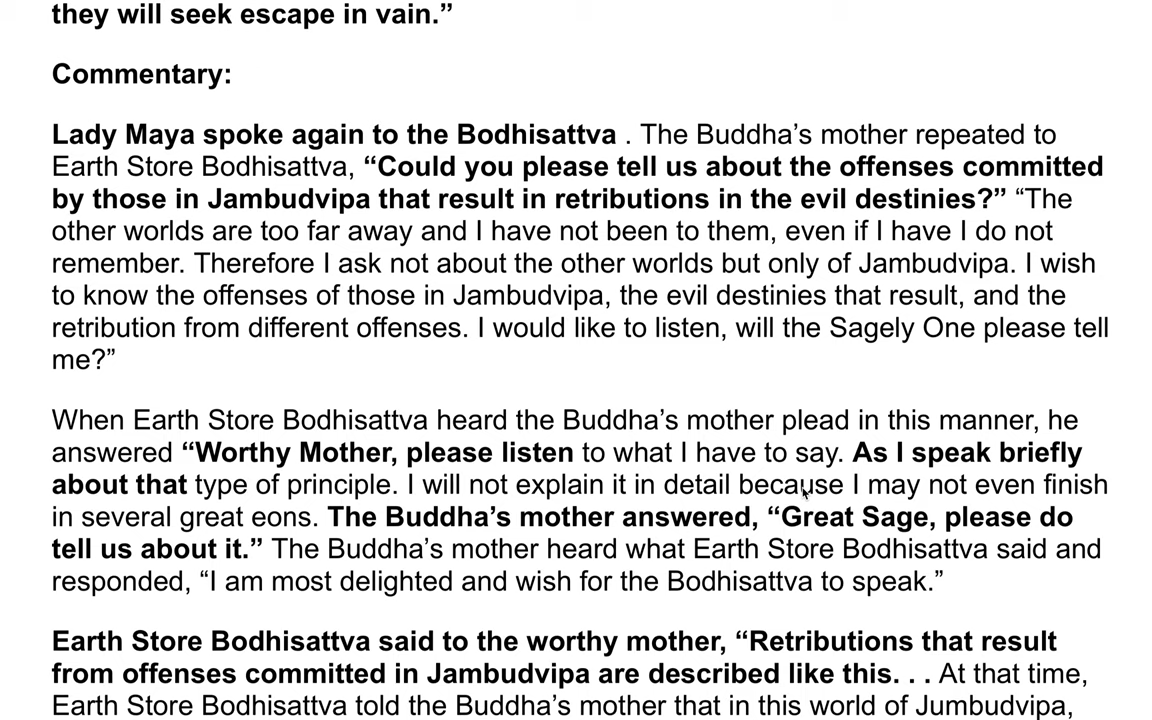 they will seek escape in vain.”
Commentary:
Lady Maya spoke again to the Bodhisattva . The Buddha’s mother repeated to
Earth Store Bodhisattva, “Could you please tell us about the offenses committed
by those in Jambudvipa that result in retributions in the evil destinies?” “The
other worlds are too far away and I have not been to them, even if I have I do not
remember. Therefore I ask not about the other worlds but only of Jambudvipa. I wish
to know the offenses of those in Jambudvipa, the evil destinies that result, and the
retribution from different offenses. I would like to listen, will the Sagely One please tell
me?”
When Earth Store Bodhisattva heard the Buddha’s mother plead in this manner, he
answered “Worthy Mother, please listen to what I have to say. As I speak briefly
about that type of principle. I will not explain it in detail because I may not even finish
in several great eons. The Buddha’s mother answered, “Great Sage, please do
tell us about it.” The Buddha’s mother heard what Earth Store Bodhisattva said and
responded, “I am most delighted and wish for the Bodhisattva to speak.”
Earth Store Bodhisattva said to the worthy mother, “Retributions that result
from offenses committed in Jambudvipa are described like this. . . At that time,
Earth Store Bodhisattva told the Buddha’s mother that in this world of Jumbudvipa,